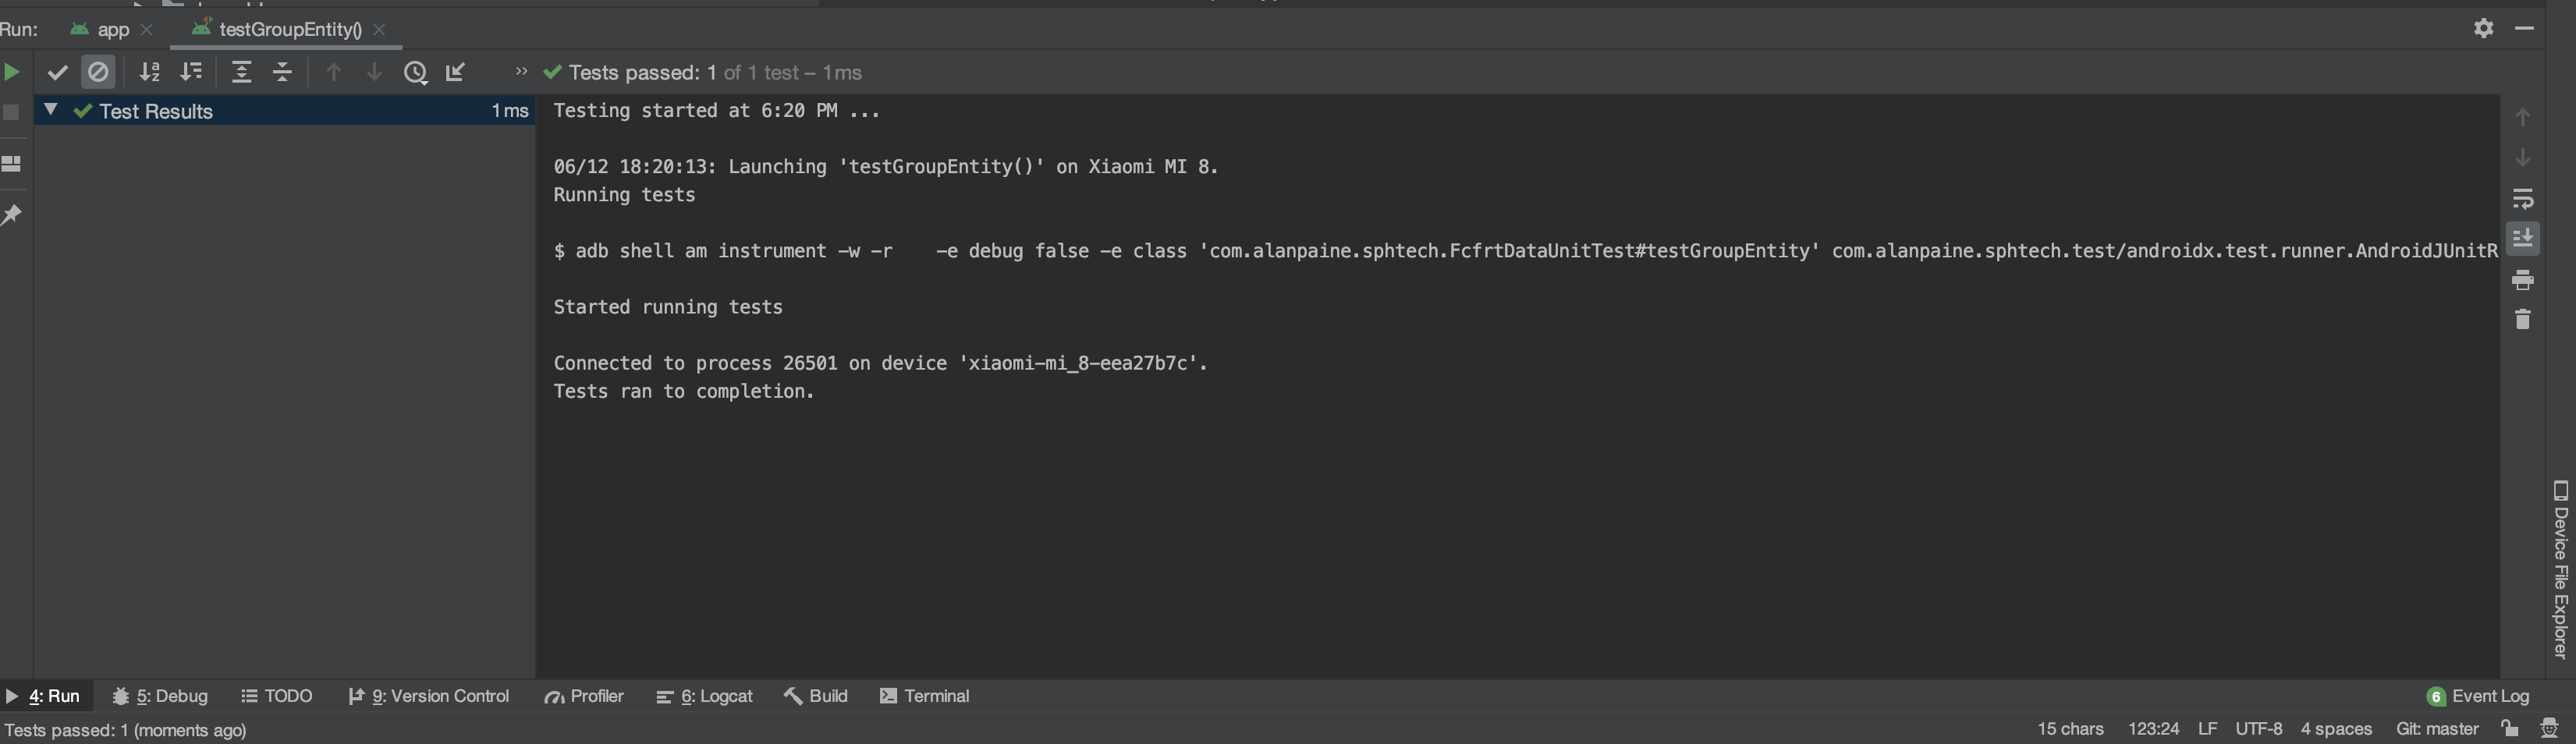 Run: app testGroupEntity()
>> Tests passed: 1 of 1 test – 1ms
Test Results 1ms
Testing started at 6:20 PM ...
06/12 18:20:13: Launching 'testGroupEntity()' on Xiaomi MI 8.
Running tests
$ adb shell am instrument -w -r    -e debug false -e class 'com.alanpaine.sphtech.FcfrtDataUnitTest#testGroupEntity' com.alanpaine.sphtech.test/androidx.test.runner.AndroidJUnitR
Started running tests
Connected to process 26501 on device 'xiaomi-mi_8-eea27b7c'.
Tests ran to completion.
Device File Explorer
4: Run 5: Debug TODO 9: Version Control Profiler 6: Logcat Build Terminal 6 Event Log
Tests passed: 1 (moments ago) 15 chars 123:24 LF UTF-8 4 spaces Git: master